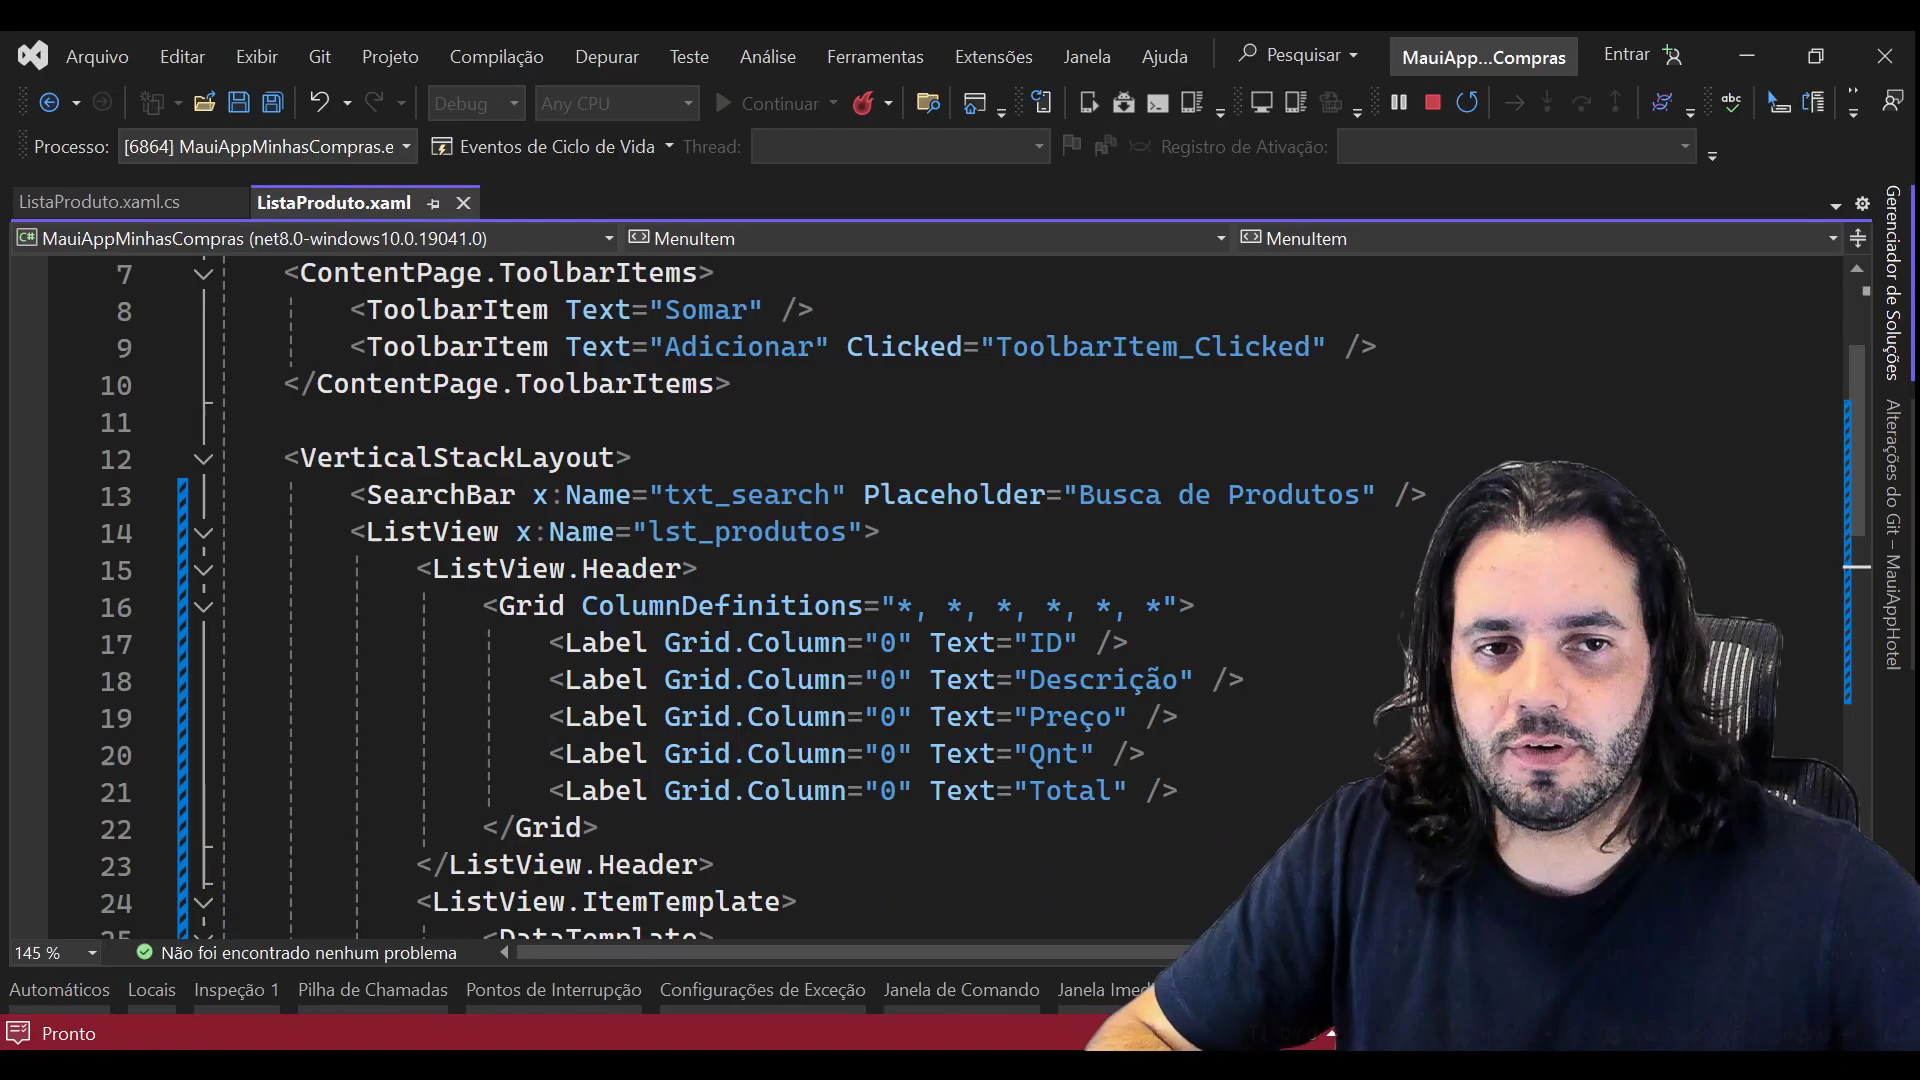 Arquivo Editar Exibir Git Projeto Compilação Depurar Teste Análise Ferramentas Extensões Janela Ajuda Pesquisar MauiApp...Compras Entrar
Debug Any CPU Continuar abc
Processo: [6864] MauiAppMinhasCompras.e Eventos de Ciclo de Vida Thread: Registro de Ativação:
ListaProduto.xaml.cs ListaProduto.xaml
C# MauiAppMinhasCompras (net8.0-windows10.0.19041.0) MenuItem MenuItem
7 <ContentPage.ToolbarItems>
8 <ToolbarItem Text="Somar" />
9 <ToolbarItem Text="Adicionar" Clicked="ToolbarItem_Clicked" />
10 </ContentPage.ToolbarItems>
11
12 <VerticalStackLayout>
13 <SearchBar x:Name="txt_search" Placeholder="Busca de Produtos" />
14 <ListView x:Name="lst_produtos">
15 <ListView.Header>
16 <Grid ColumnDefinitions="*, *, *, *, *, *">
17 <Label Grid.Column="0" Text="ID" />
18 <Label Grid.Column="0" Text="Descrição" />
19 <Label Grid.Column="0" Text="Preço" />
20 <Label Grid.Column="0" Text="Qnt" />
21 <Label Grid.Column="0" Text="Total" />
22 </Grid>
23 </ListView.Header>
24 <ListView.ItemTemplate>
25 <DataTemplate>
145 % Não foi encontrado nenhum problema
Automáticos Locais Inspeção 1 Pilha de Chamadas Pontos de Interrupção Configurações de Exceção Janela de Comando Janela Imed
Pronto
Gerenciador de Soluções
Alterações do Git – MauiAppHotel